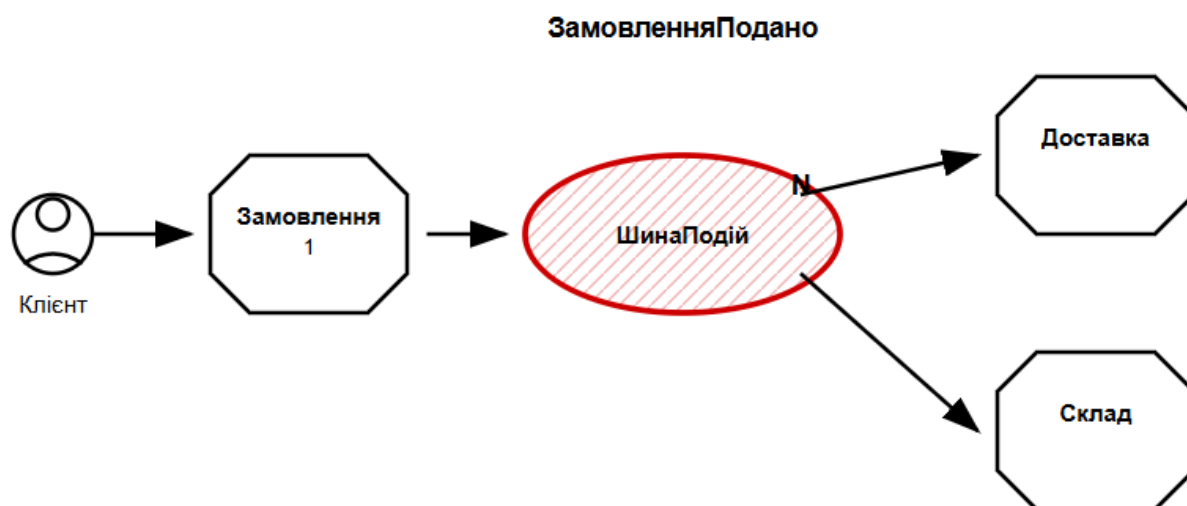 ЗамовленняПодано
Доставка
N
Замовлення
1
ШинаПодій
Клієнт
Склад